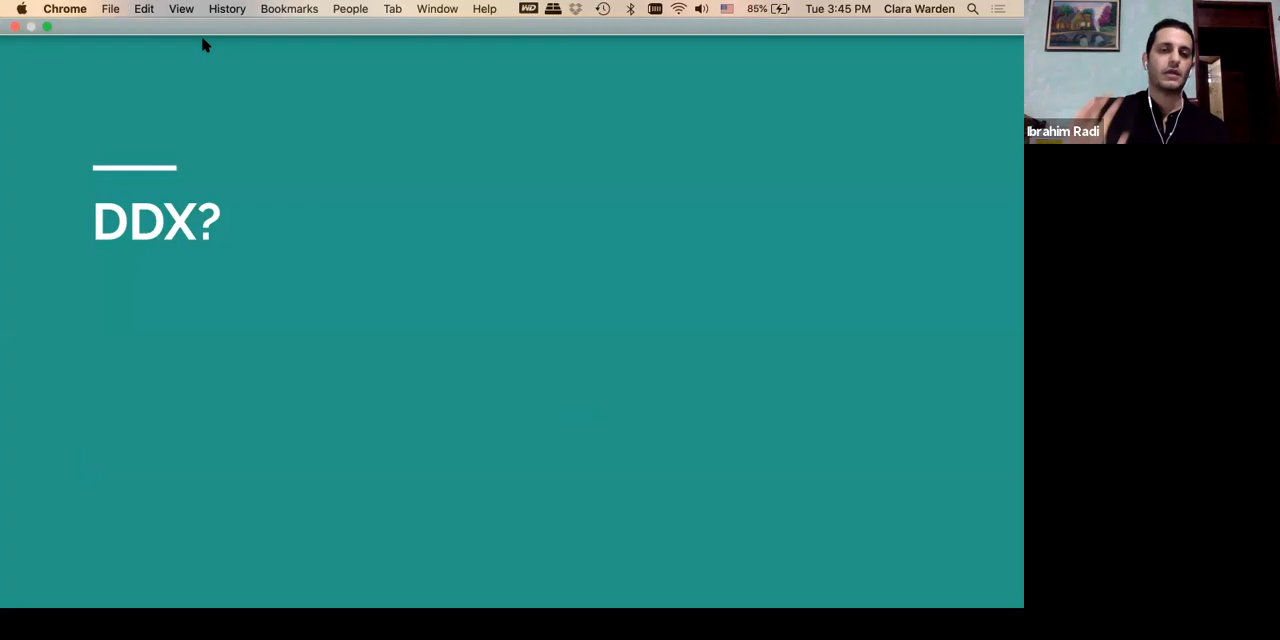 Chrome File Edit View History Bookmarks People Tab Window Help 85% Tue 3:45 PM Clara Warden
DDX?
Ibrahim Radi